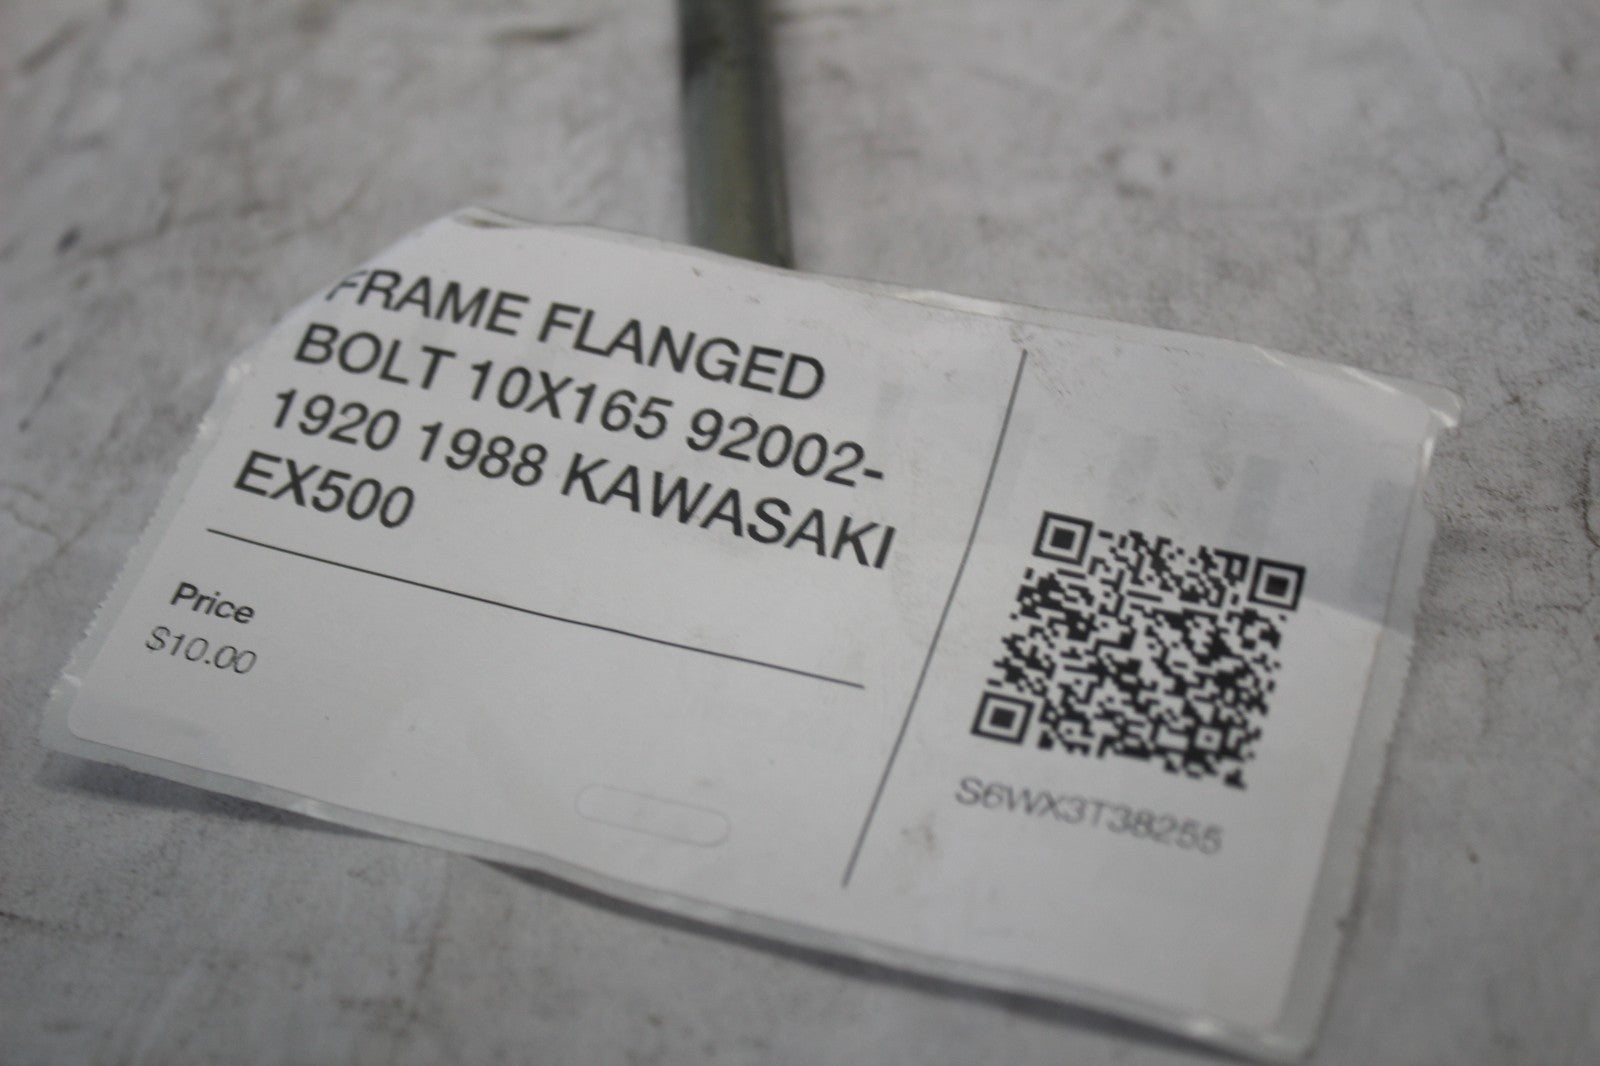 FRAME FLANGED
BOLT 10X165 92002-
1920 1988 KAWASAKI
EX500
Price
$10.00
S6WX3T38255